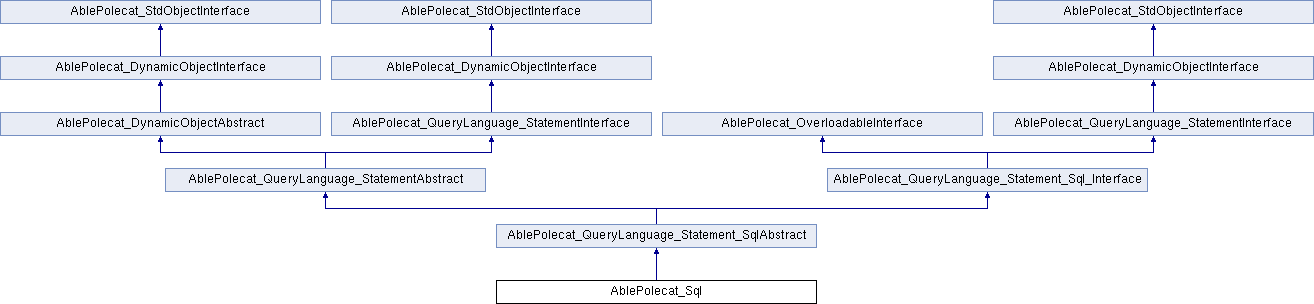 AblePolecat_StdObjectInterface
AblePolecat_StdObjectInterface
AblePolecat_StdObjectInterface
AblePolecat_DynamicObjectInterface
AblePolecat_DynamicObjectInterface
AblePolecat_DynamicObjectInterface
AblePolecat_DynamicObjectAbstract
AblePolecat_QueryLanguage_StatementInterface
AblePolecat_OverloadableInterface
AblePolecat_QueryLanguage_StatementInterface
AblePolecat_QueryLanguage_StatementAbstract
AblePolecat_QueryLanguage_Statement_Sql_Interface
AblePolecat_QueryLanguage_Statement_SqlAbstract
AblePolecat_Sql